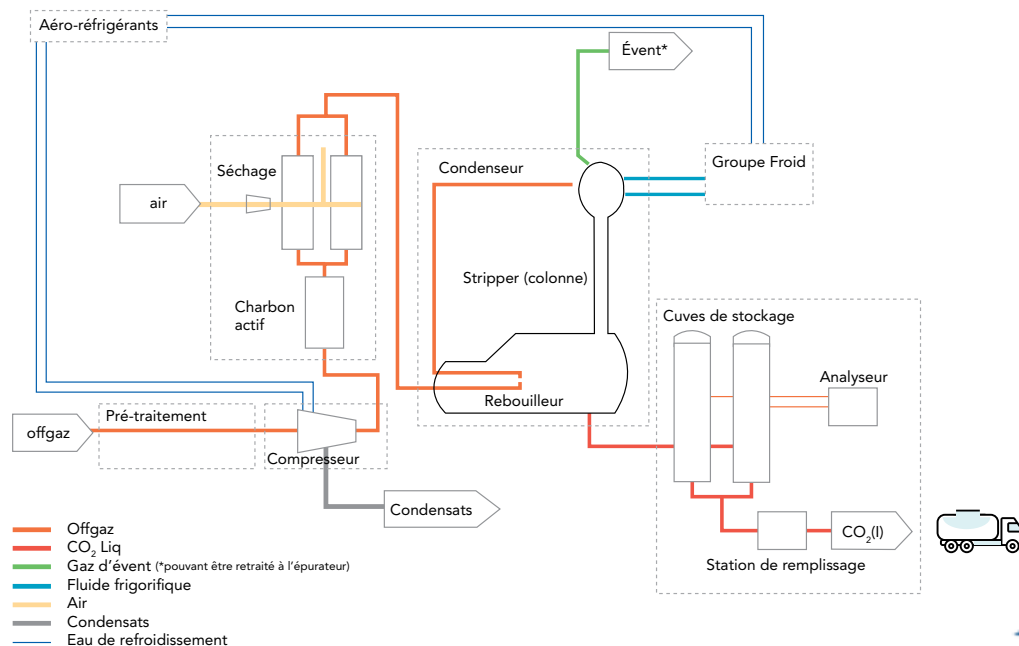 Aéro-réfrigérants
Évent*
Séchage
Condenseur
Groupe Froid
air
Stripper (colonne)
Charbon
actif
Cuves de stockage
Analyseur
Rebouilleur
Pré-traitement
offgaz
Compresseur
Condensats
CO₂(l)
Station de remplissage
Offgaz
CO₂ Liq
Gaz d'évent (*pouvant être retraité à l'épurateur)
Fluide frigorifique
Air
Condensats
Eau de refroidissement